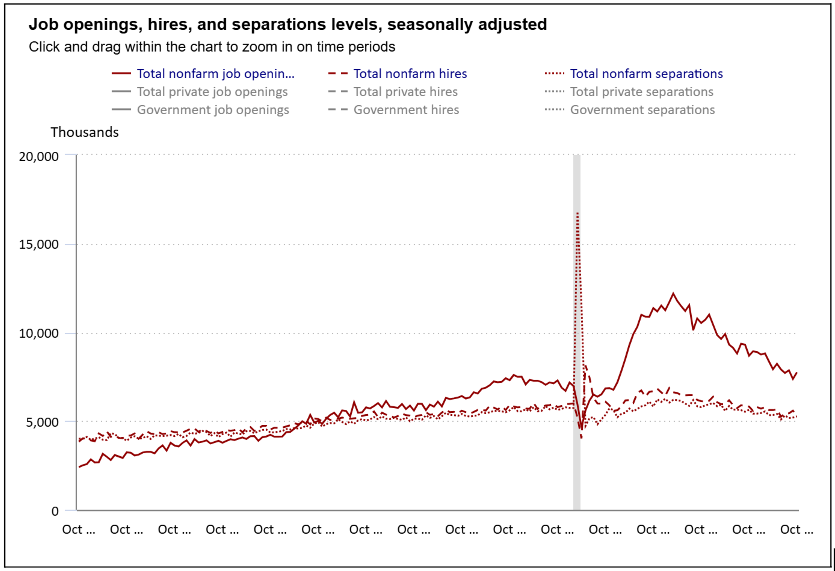 Job openings, hires, and separations levels, seasonally adjusted
Click and drag within the chart to zoom in on time periods
Total nonfarm job openin... Total nonfarm hires Total nonfarm separations
Total private job openings Total private hires Total private separations
Government job openings Government hires Government separations
Thousands
20,000
15,000
10,000
5,000
0
Oct ... Oct ... Oct ... Oct ... Oct ... Oct ... Oct ... Oct ... Oct ... Oct ... Oct ... Oct ... Oct ... Oct ... Oct ... Oct ...